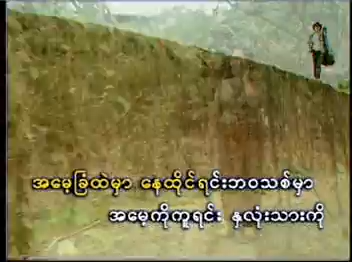 အမေ့ခြံထဲမှာ နေထိုင်ရင်းဘဝသစ်မှာ
အမေ့ကိုကူရင်း နှလုံးသားကို